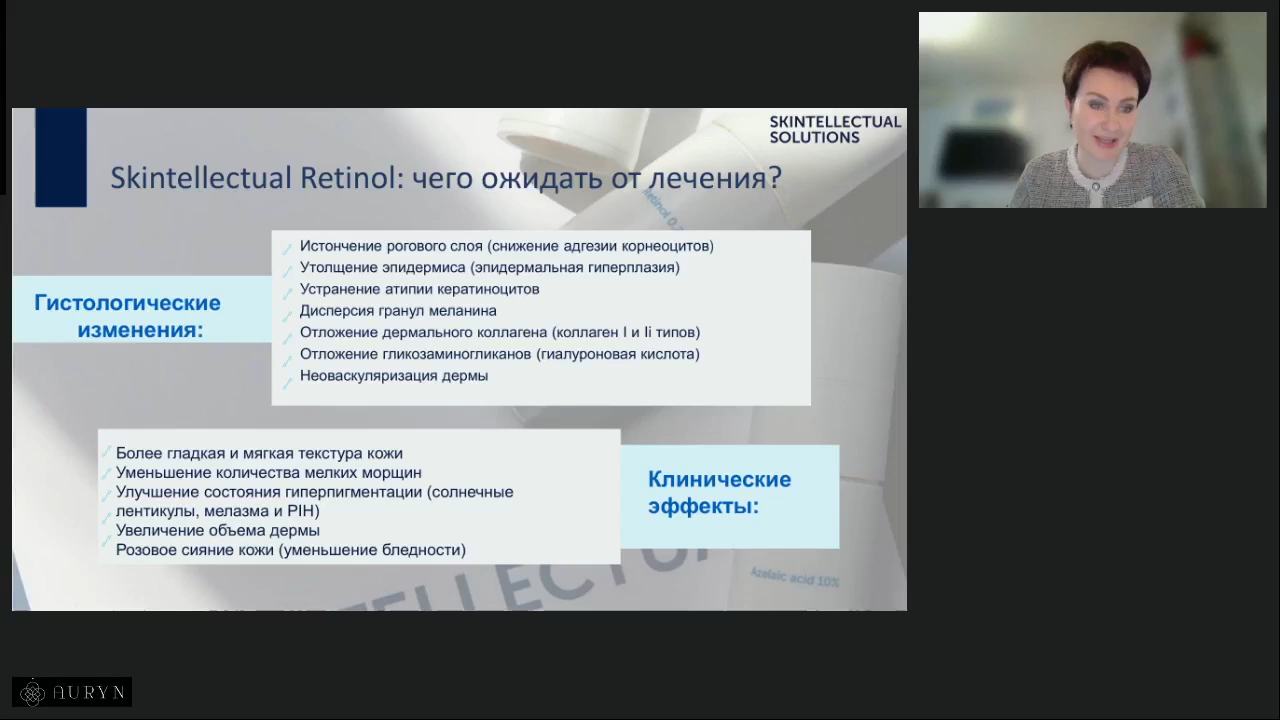 SKINTELLECTUAL
SOLUTIONS
Skintellectual Retinol: чего ожидать от лечения?
Гистологические
изменения:
Истончение рогового слоя (снижение адгезии корнеоцитов)
Утолщение эпидермиса (эпидермальная гиперплазия)
Устранение атипии кератиноцитов
Дисперсия гранул меланина
Отложение дермального коллагена (коллаген I и Ii типов)
Отложение гликозаминогликанов (гиалуроновая кислота)
Неоваскуляризация дермы
Более гладкая и мягкая текстура кожи
Уменьшение количества мелких морщин
Улучшение состояния гиперпигментации (солнечные
лентикулы, мелазма и PIH)
Увеличение объема дермы
Розовое сияние кожи (уменьшение бледности)
Клинические
эффекты:
Azelaic acid 10%
AURYN